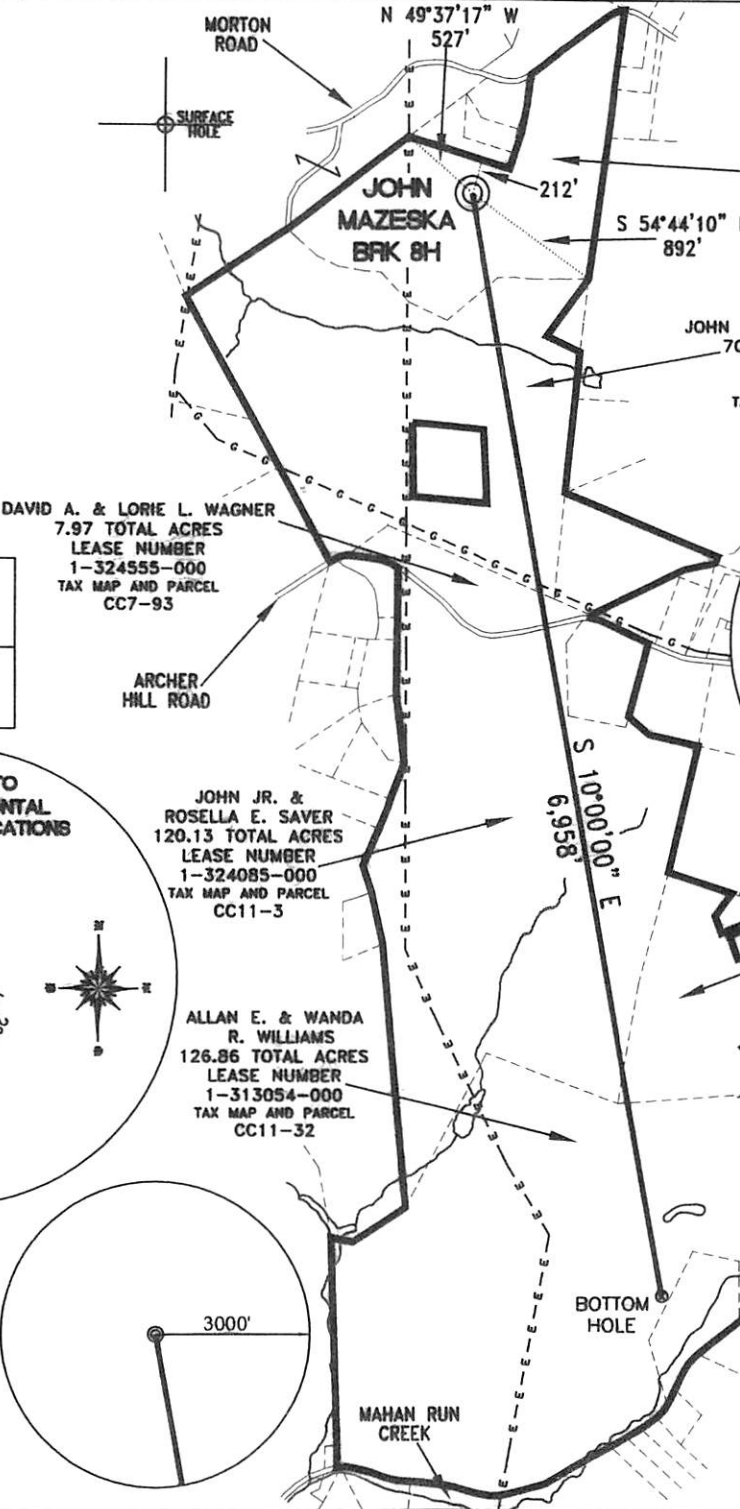 N 49°37'17" W
527'
MORTON
ROAD
SURFACE
HOLE
JOHN
MAZESKA
BRK 8H
212'
S 54°44'10"
892'
JOHN
70
DAVID A. & LORIE L. WAGNER
7.97 TOTAL ACRES
LEASE NUMBER
1-324555-000
TAX MAP AND PARCEL
CC7-93
ARCHER
HILL ROAD
S 10°00'00" E
6,958'
TO
ONTAL
CATIONS
JOHN JR. &
ROSELLA E. SAVER
120.13 TOTAL ACRES
LEASE NUMBER
1-324085-000
TAX MAP AND PARCEL
CC11-3
ALLAN E. & WANDA
R. WILLIAMS
126.86 TOTAL ACRES
LEASE NUMBER
1-313054-000
TAX MAP AND PARCEL
CC11-32
3000'
BOTTOM
HOLE
MAHAN RUN
CREEK